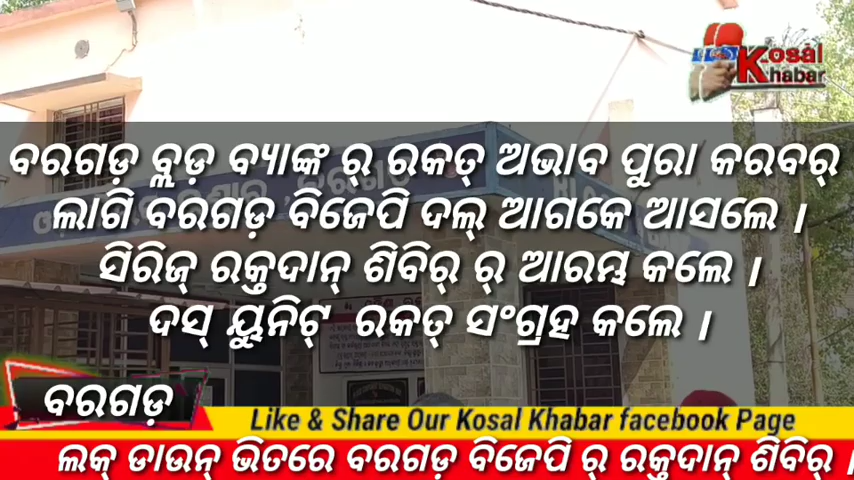 Kosal
Khabar
ବରଗଡ଼ ବ୍ଲଡ଼ ବ୍ୟାଙ୍କ ର୍ ରକତ୍ ଅଭାବ ପୁରା କରବର୍
ଲାଗି ବରଗଡ଼ ବିଜେପି ଦଲ୍ ଆଗକେ ଆସଲେ ।
ସିରିଜ୍ ରକ୍ତଦାନ୍ ଶିବିର୍ ର୍ ଆରମ୍ଭ କଲେ ।
ଦସ୍ ୟୁନିଟ୍ ରକତ୍ ସଂଗ୍ରହ କଲେ ।
ବରଗଡ଼
Like & Share Our Kosal Khabar facebook Page
ଲକ୍ ଡାଉନ୍ ଭିତରେ ବରଗଡ଼ ବିଜେପି ର୍ ରକ୍ତଦାନ୍ ଶିବିର୍ ।